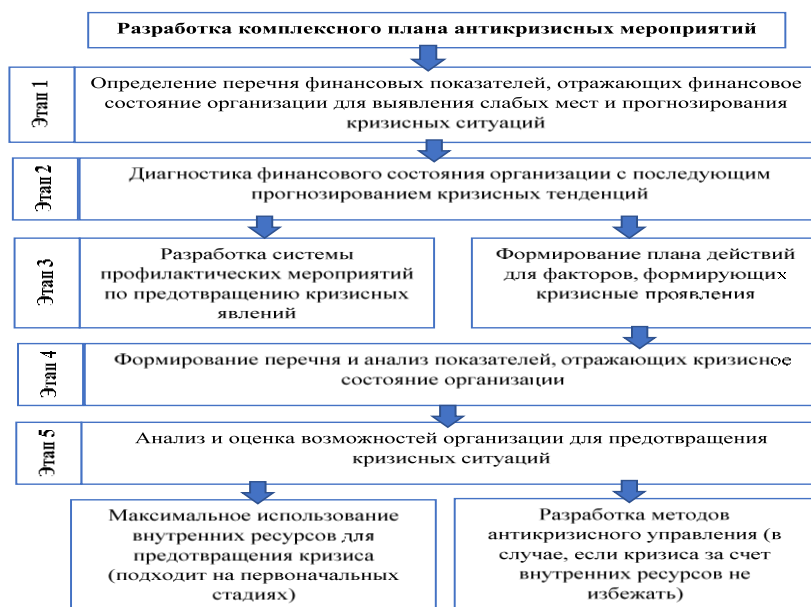 Разработка комплексного плана антикризисных мероприятий
Этап 1
Определение перечня финансовых показателей, отражающих финансовое
состояние организации для выявления слабых мест и прогнозирования
кризисных ситуаций
Этап 2
Диагностика финансового состояния организации с последующим
прогнозированием кризисных тенденций
Этап 3
Разработка системы
профилактических мероприятий
по предотвращению кризисных
явлений
Формирование плана действий
для факторов, формирующих
кризисные проявления
Этап 4
Формирование перечня и анализ показателей, отражающих кризисное
состояние организации
Этап 5
Анализ и оценка возможностей организации для предотвращения
кризисных ситуаций
Максимальное использование
внутренних ресурсов для
предотвращения кризиса
(подходит на первоначальных
стадиях)
Разработка методов
антикризисного управления (в
случае, если кризиса за счет
внутренних ресурсов не
избежать)